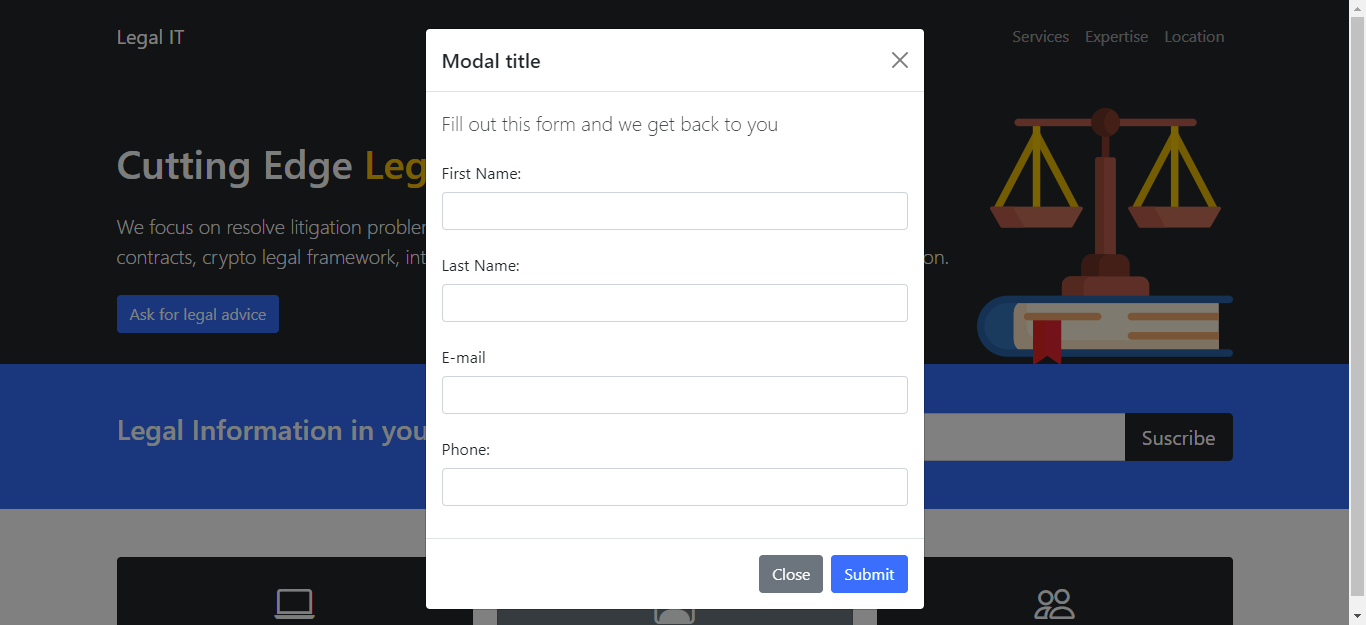 Legal IT
Services Expertise Location
Modal title
Fill out this form and we get back to you
Cutting Edge Leg
First Name:
We focus on resolve litigation
contracts, crypto legal framework, on.
Last Name:
Ask for legal advice
E-mail
Legal Information in you
Suscribe
Phone:
Close Submit